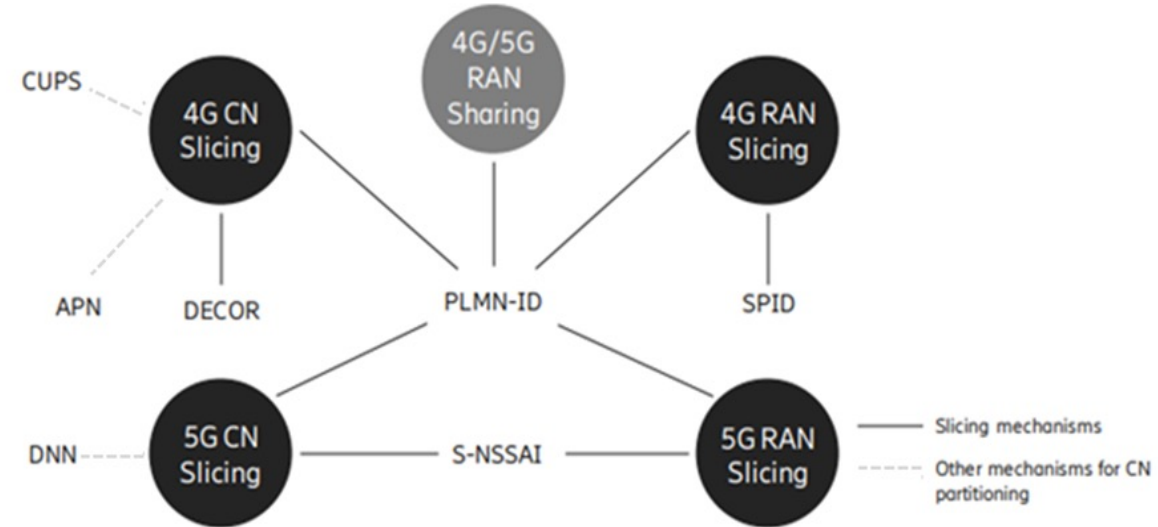 4G/5G
RAN
Sharing
CUPS
4G CN
Slicing
4G RAN
Slicing
APN
DECOR
PLMN-ID
SPID
DNN
5G CN
Slicing
S-NSSAI
5G RAN
Slicing
Slicing mechanisms
Other mechanisms for CN
partitioning